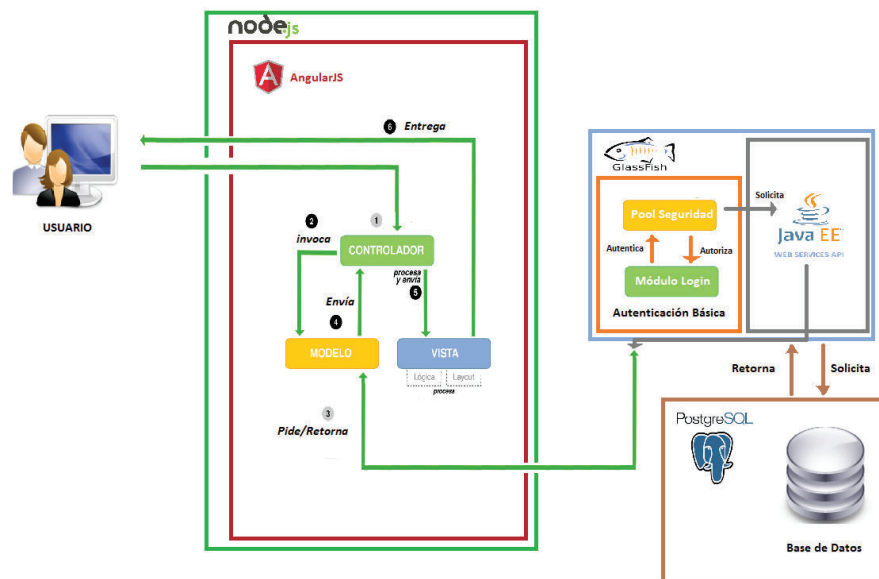 nodejs
AngularJS
6 Entrega
USUARIO
1
2
invoca
CONTROLADOR
procesa
y envía
5
Envía
4
MODELO
VISTA
Lógica
Layout
procesa
3
Pide/Retorna
GlassFish
Pool Seguridad
Solicita
Java EE
WEB SERVICES API
Autentica
Autoriza
Módulo Login
Autenticación Básica
Retorna
Solicita
PostgreSQL
Base de Datos